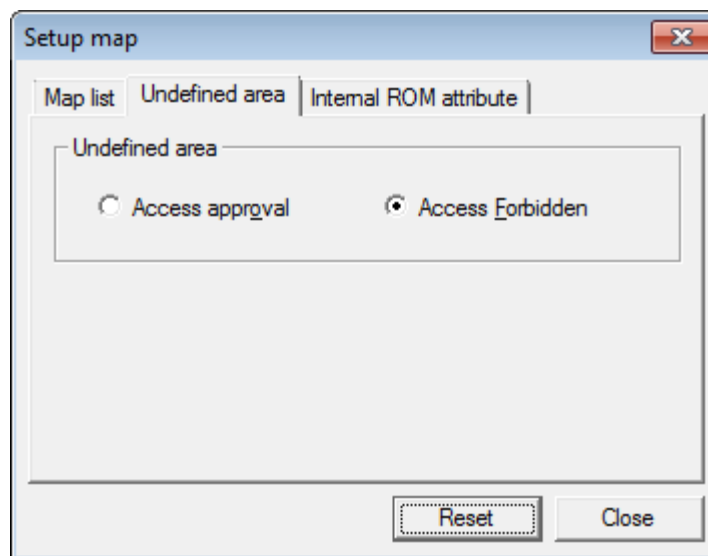 Setup map
Map list Undefined area Internal ROM attribute
Undefined area
Access approval Access Forbidden
Reset Close